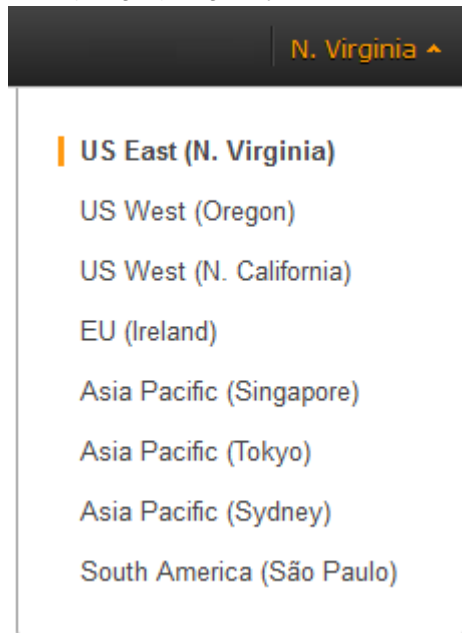 N. Virginia
US East (N. Virginia)
US West (Oregon)
US West (N. California)
EU (Ireland)
Asia Pacific (Singapore)
Asia Pacific (Tokyo)
Asia Pacific (Sydney)
South America (São Paulo)